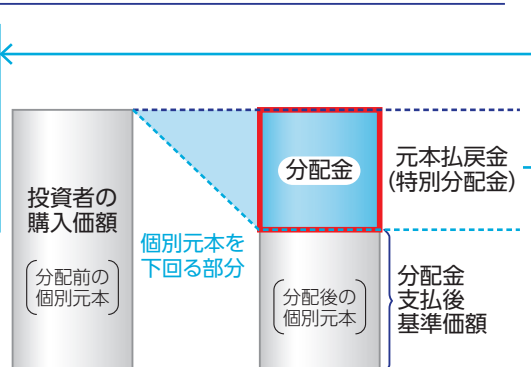 投資者の
購入価額
(分配前の
個別元本)
個別元本を
下回る部分
分配金
(分配後の
個別元本)
元本払戻金
(特別分配金)
分配金
支払後
基準価額